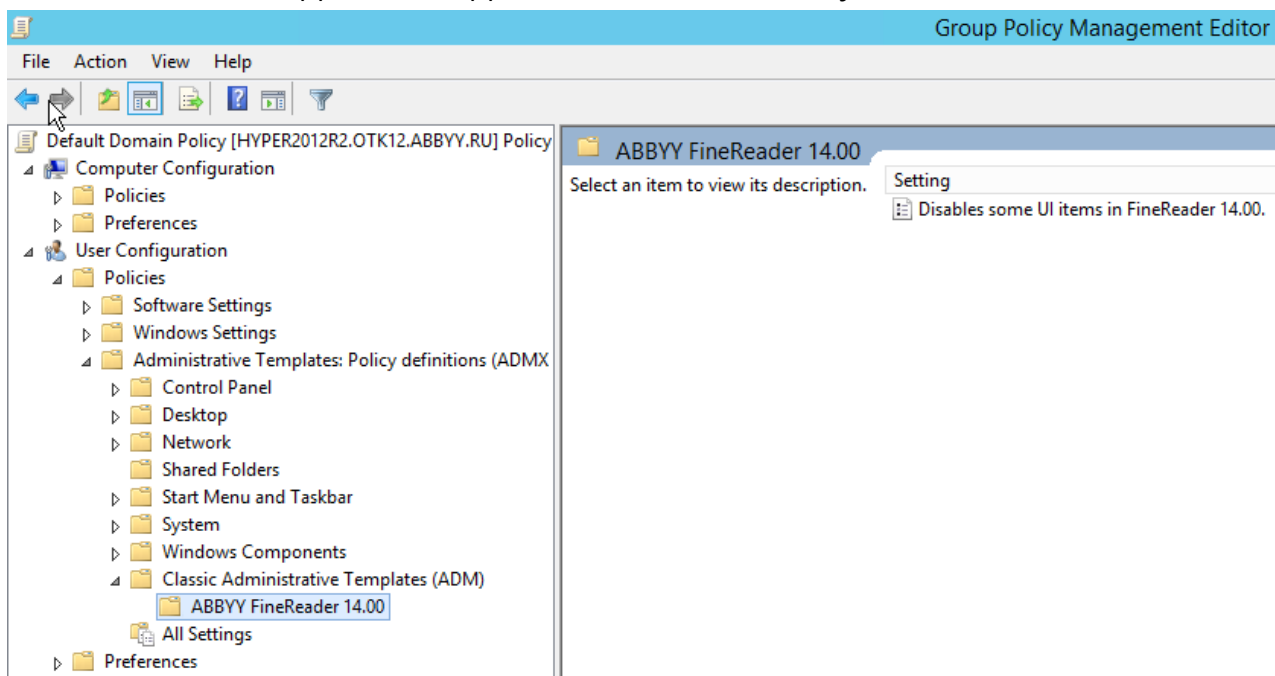 Group Policy Management Editor
File Action View Help
Default Domain Policy [HYPER2012R2.OTK12.ABBYY.RU] Policy
Computer Configuration
Policies
Preferences
User Configuration
Policies
Software Settings
Windows Settings
Administrative Templates: Policy definitions (ADMX
Control Panel
Desktop
Network
Shared Folders
Start Menu and Taskbar
System
Windows Components
Classic Administrative Templates (ADM)
ABBYY FineReader 14.00
All Settings
Preferences
ABBYY FineReader 14.00
Select an item to view its description.
Setting
Disables some UI items in FineReader 14.00.